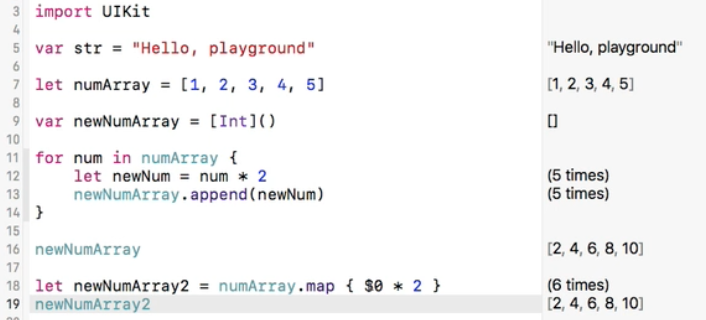 3 import UIKit
4
5 var str = "Hello, playground" "Hello, playground"
6
7 let numArray = [1, 2, 3, 4, 5] [1, 2, 3, 4, 5]
8
9 var newNumArray = [Int]() []
10
11 for num in numArray {
12 let newNum = num * 2 (5 times)
13 newNumArray.append(newNum) (5 times)
14 }
15
16 newNumArray [2, 4, 6, 8, 10]
17
18 let newNumArray2 = numArray.map { $0 * 2 } (6 times)
19 newNumArray2 [2, 4, 6, 8, 10]